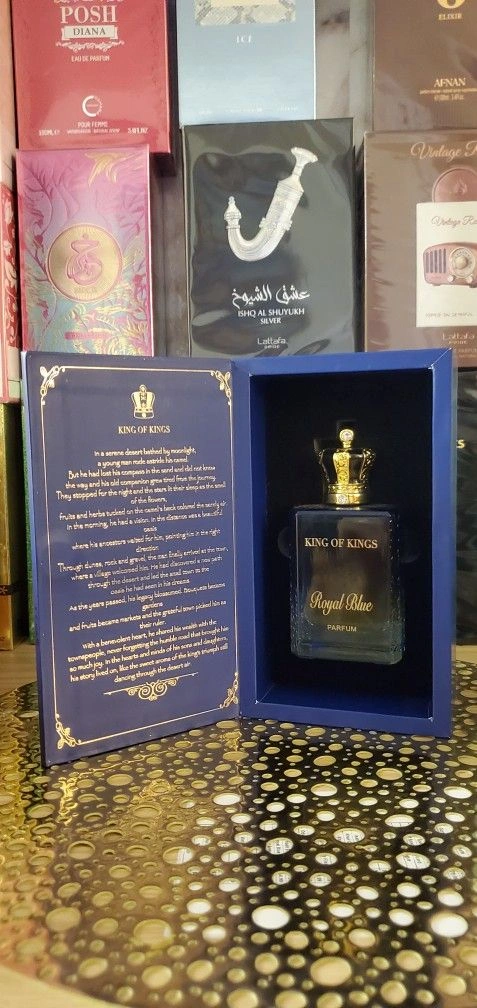 POSH
DIANA
EAU DE PARFUM
POUR FEMME
ICE
ELIXIR
AFNAN
Vintage
عشق الشيوخ
ISHQ AL SHUYUKH
SILVER
Lattafa
PRIDE
Vintage
Lattafa
PRIDE
KING OF KINGS
In a serene desert bathed by moonlight,
a young man rode astride his camel.
But he had lost his compass in the sand and did not know
the way and his old companion grew tired from the journey.
They stopped for the night and the stars lit their sleep as the smell
of the flowers,
fruits and herbs tucked on the camel's back colored the balmy air.
In the morning, he had a vision. In the distance was a beautiful
oasis
where his ancestors waited for him, pointing him in the right
direction
Through dunes, rock and gravel, the man finally arrived at the town,
where a village welcomed him. He had discovered a new path
through the desert and led the small town to the
oasis he had seen in his dreams
As the years passed, his legacy blossomed. Bouquets became
gardens
and fruits became markets and the grateful town picked him as
their ruler.
With a benevolent heart, he shared his wealth with the
townspeople, never forgetting the humble road that brought him
so much joy. In the hearts and minds of his sons and daughters,
his story lived on, like the sweet aroma of the king's triumph still
dancing through the desert air
KING OF KINGS
Royal Blue
PARFUM